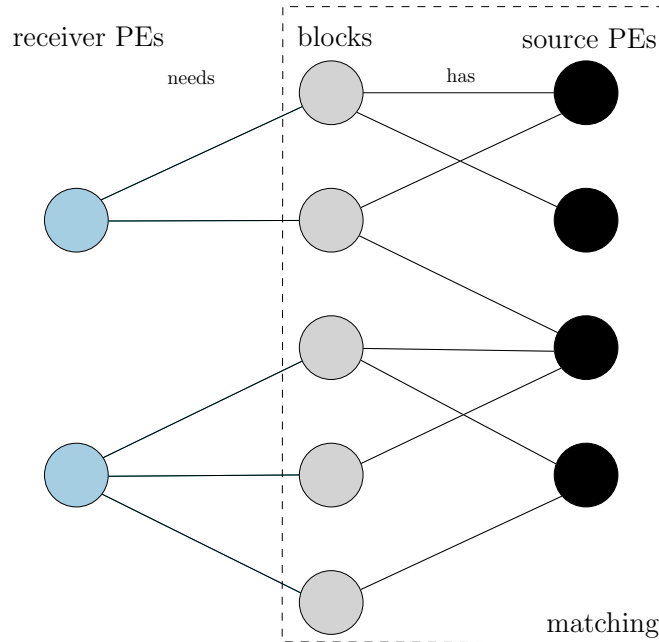 receiver PEs
blocks
source PEs
needs
has
matching